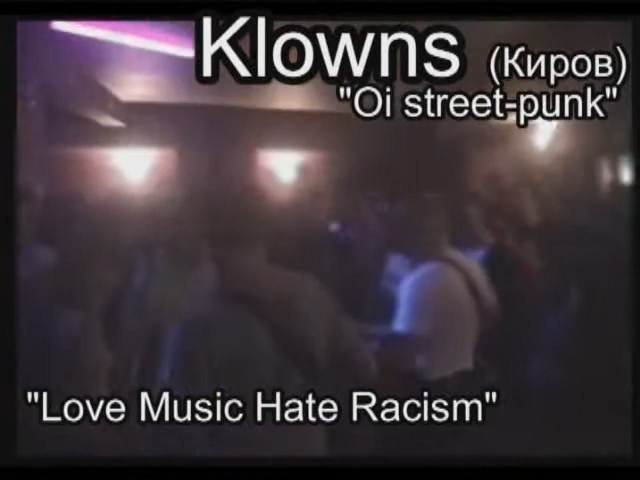 Klowns (Киров)
"Oi street-punk"
"Love Music Hate Racism"